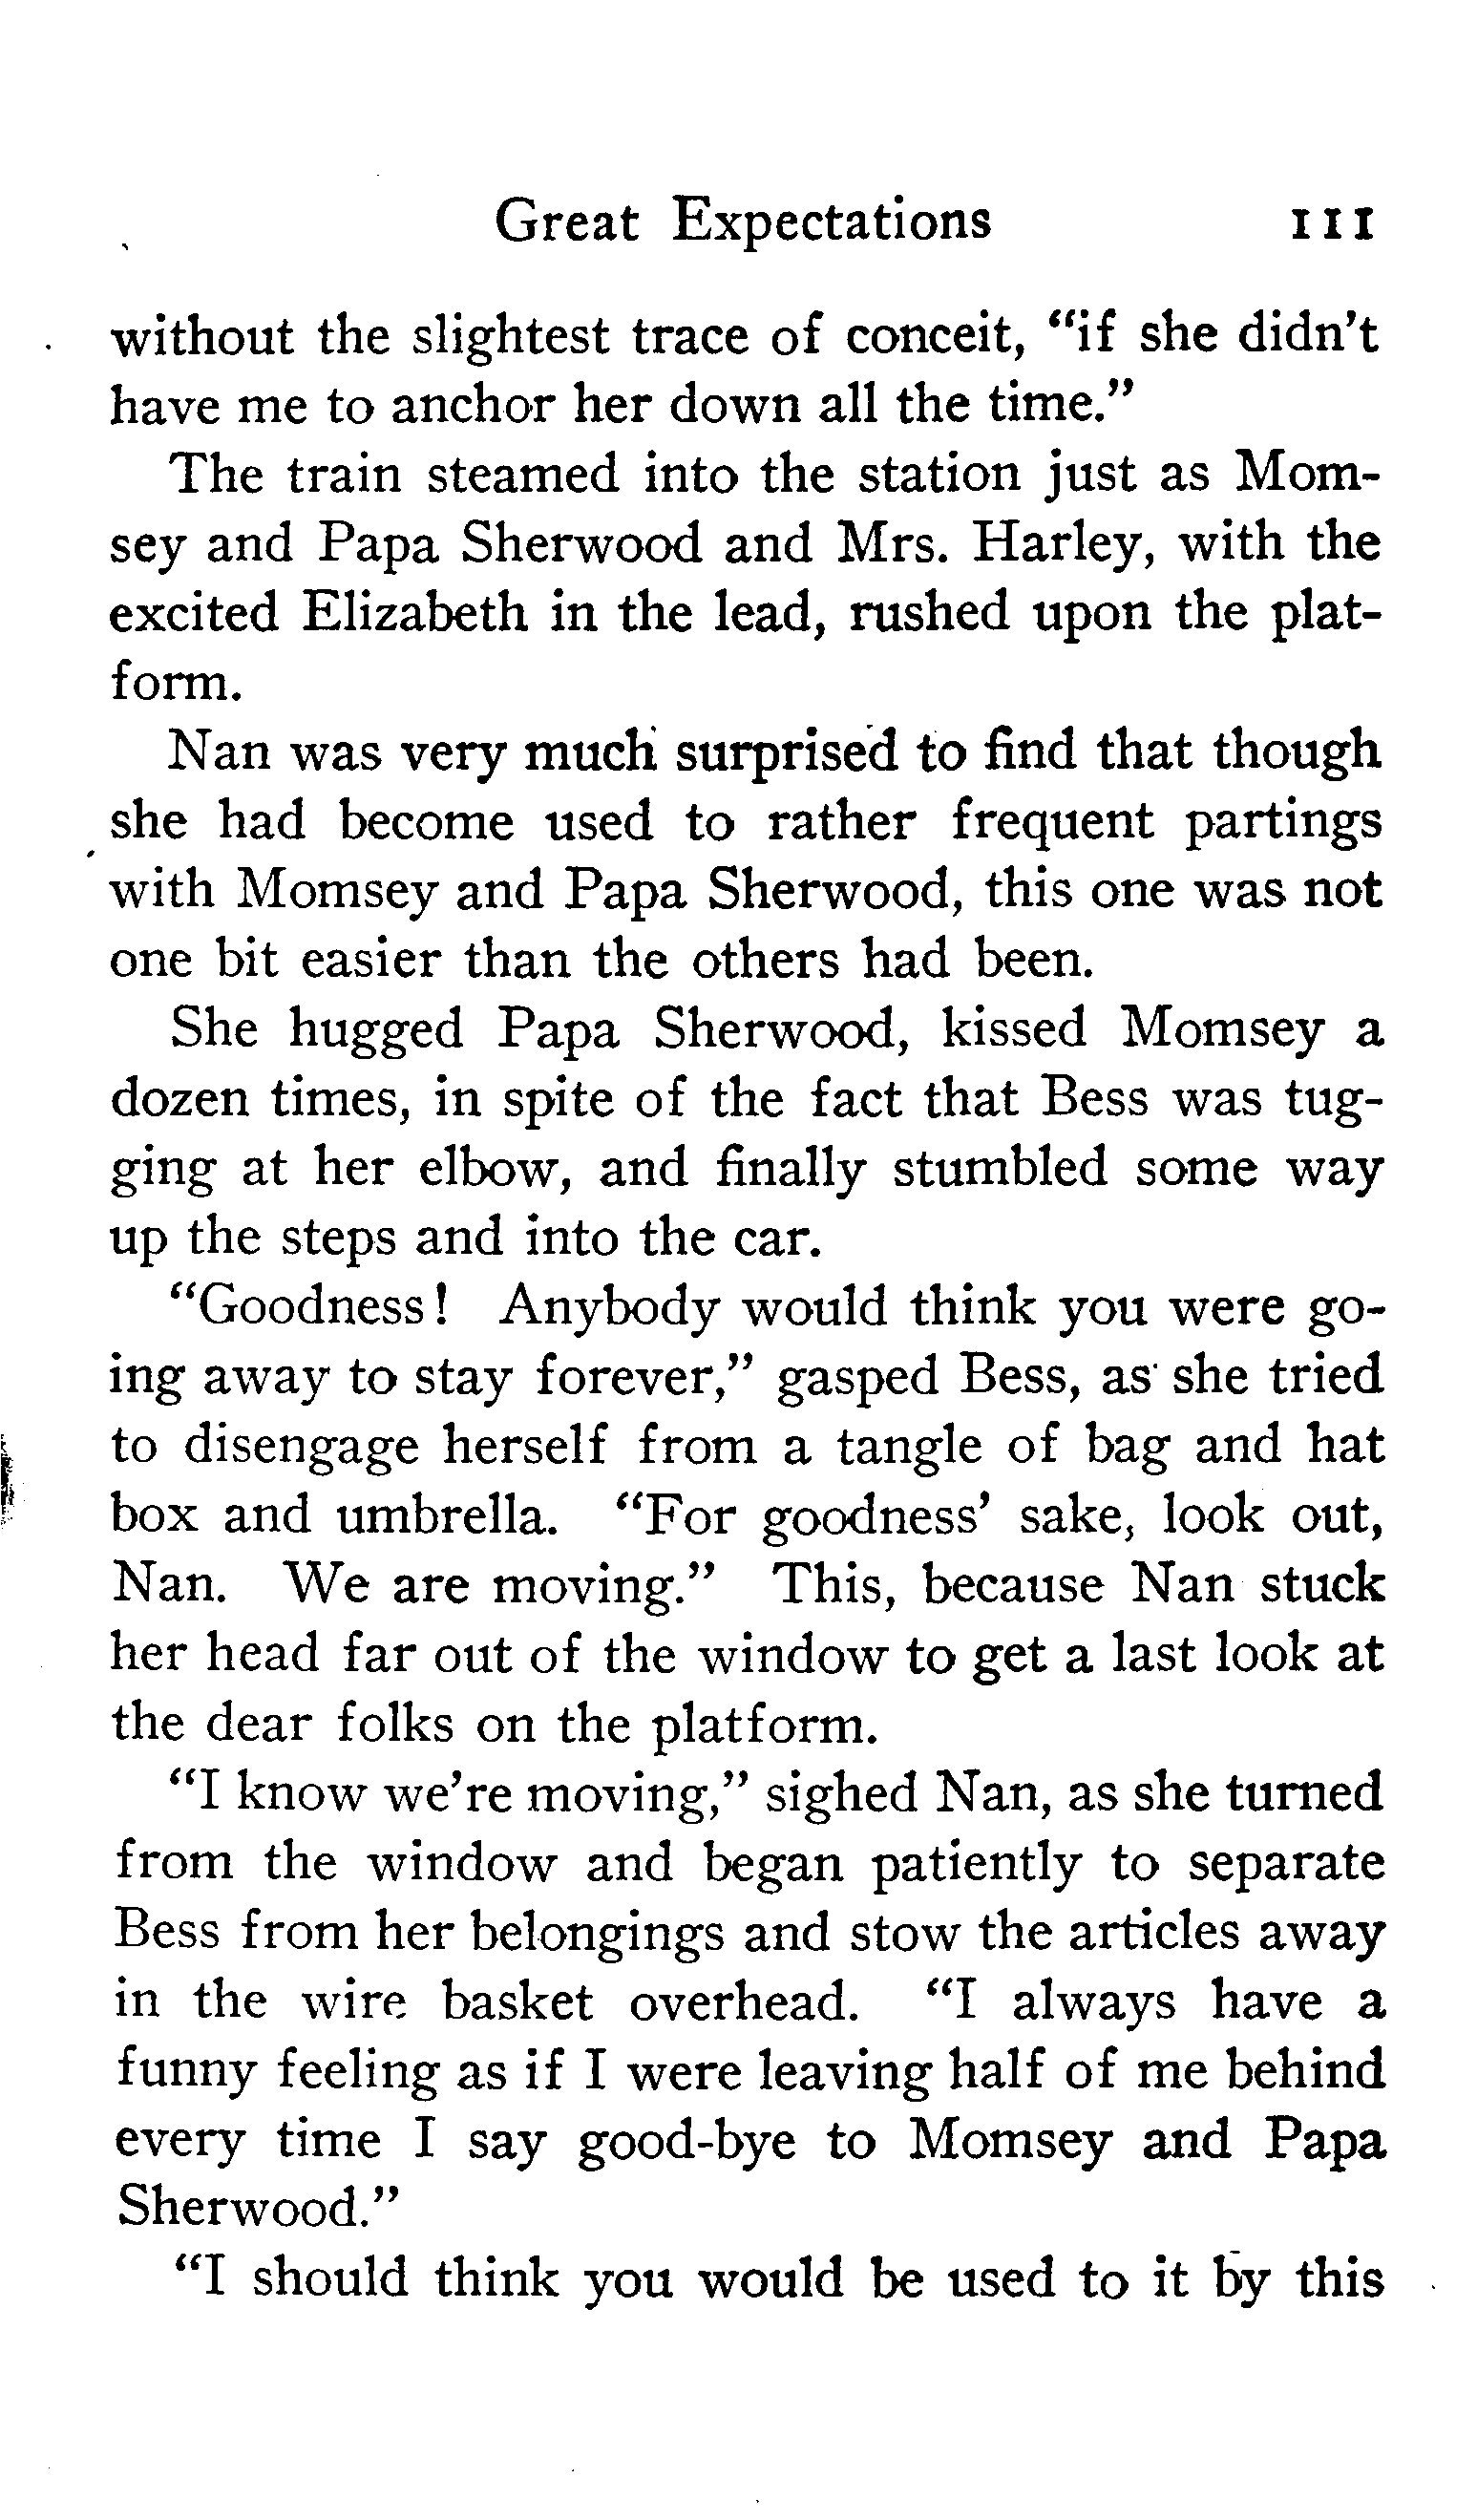 Great Expectations 111
without the slightest trace of conceit, "if she didn't
have me to anchor her down all the time."
The train steamed into the station just as Mom-
sey and Papa Sherwood and Mrs. Harley, with the
excited Elizabeth in the lead, rushed upon the plat-
form.
Nan was very much surprised to find that though
she had become used to rather frequent partings
with Momsey and Papa Sherwood, this one was not
one bit easier than the others had been.
She hugged Papa Sherwood, kissed Momsey a
dozen times, in spite of the fact that Bess was tug-
ging at her elbow, and finally stumbled some way
up the steps and into the car.
"Goodness! Anybody would think you were go-
ing away to stay forever," gasped Bess, as she tried
to disengage herself from a tangle of bag and hat
box and umbrella. "For goodness' sake, look out,
Nan. We are moving." This, because Nan stuck
her head far out of the window to get a last look at
the dear folks on the platform.
"I know we're moving," sighed Nan, as she turned
from the window and began patiently to separate
Bess from her belongings and stow the articles away
in the wire basket overhead. "I always have a
funny feeling as if I were leaving half of me behind
every time I say good-bye to Momsey and Papa
Sherwood."
"I should think you would be used to it by this